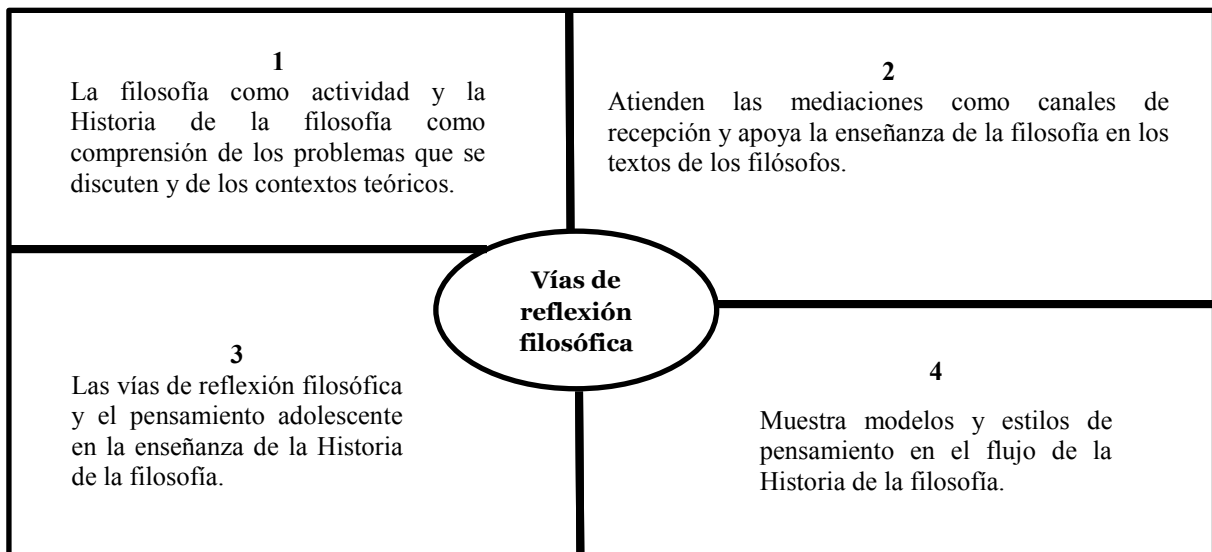 1
La filosofía como actividad y la
Historia de la filosofía como
comprensión de los problemas que se
discuten y de los contextos teóricos.
2
Atienden las mediaciones como canales de
recepción y apoya la enseñanza de la filosofía en los
textos de los filósofos.
Vías de
reflexión
filosófica
3
Las vías de reflexión filosófica
y el pensamiento adolescente
en la enseñanza de la Historia
de la filosofía.
4
Muestra modelos y estilos de
pensamiento en el flujo de la
Historia de la filosofía.